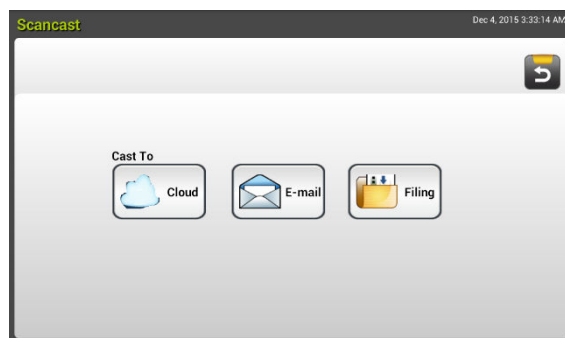 Scancast
Dec 4, 2015 3:33:14 AM
Cast To
Cloud
E-mail
Filing